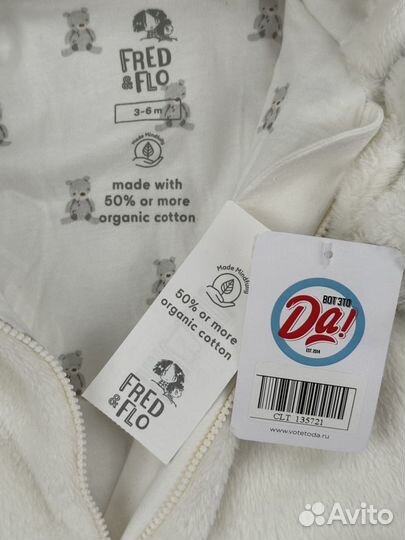 FRED
& FLO
3-6 m
Made Mindfully
made with
50% or more
organic cotton
Made Mindfully
50% or more
organic cotton
FRED
& FLO
ВОТ ЭТО
Da!
EST. 2014
CLT 135721
www.votetoda.ru
Avito